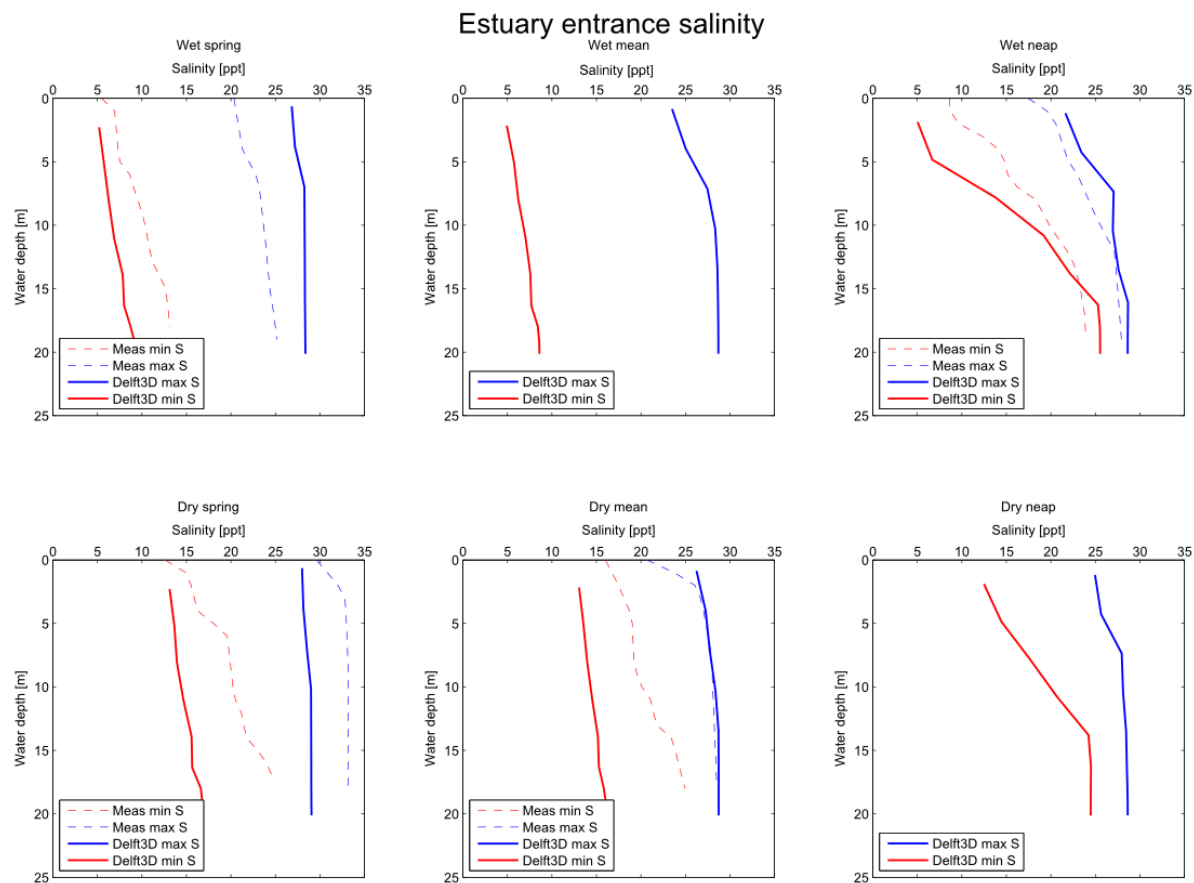 Estuary entrance salinity
Wet spring
Salinity [ppt]
0 5 10 15 20 25 30 35
0
5
10
15
20
25
Water depth [m]
Meas min S
Meas max S
Delft3D max S
Delft3D min S
Wet mean
Salinity [ppt]
0 5 10 15 20 25 30 35
0
5
10
15
20
25
Water depth [m]
Delft3D max S
Delft3D min S
Wet neap
Salinity [ppt]
0 5 10 15 20 25 30 35
0
5
10
15
20
25
Water depth [m]
Meas min S
Meas max S
Delft3D max S
Delft3D min S
Dry spring
Salinity [ppt]
0 5 10 15 20 25 30 35
0
5
10
15
20
25
Water depth [m]
Meas min S
Meas max S
Delft3D max S
Delft3D min S
Dry mean
Salinity [ppt]
0 5 10 15 20 25 30 35
0
5
10
15
20
25
Water depth [m]
Meas min S
Meas max S
Delft3D max S
Delft3D min S
Dry neap
Salinity [ppt]
0 5 10 15 20 25 30 35
0
5
10
15
20
25
Water depth [m]
Delft3D max S
Delft3D min S